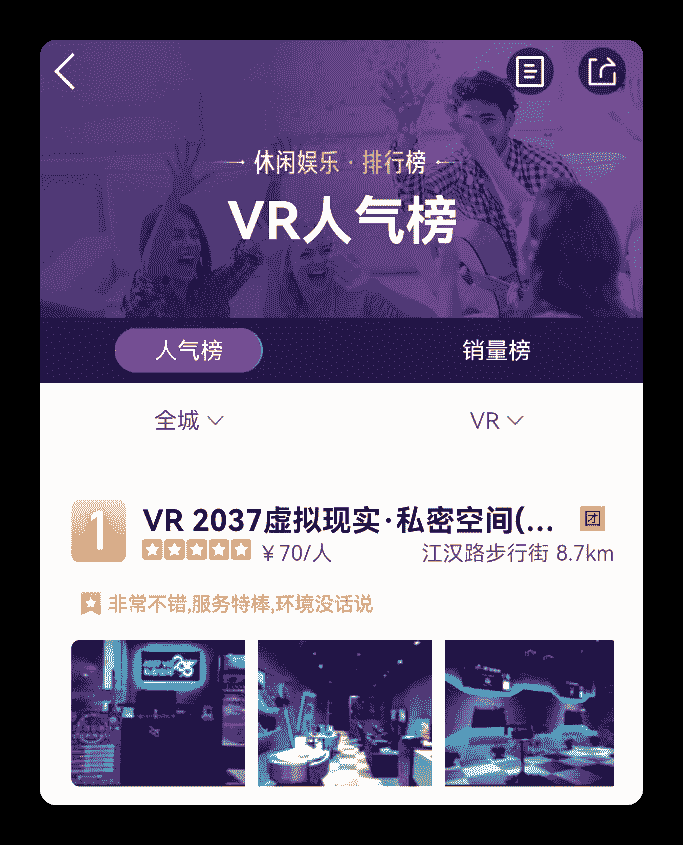 休闲娱乐·排行榜
VR人气榜
人气榜 销量榜
全城 VR
1 VR 2037虚拟现实·私密空间(... 团
￥70/人 江汉路步行街 8.7km
非常不错,服务特棒,环境没话说